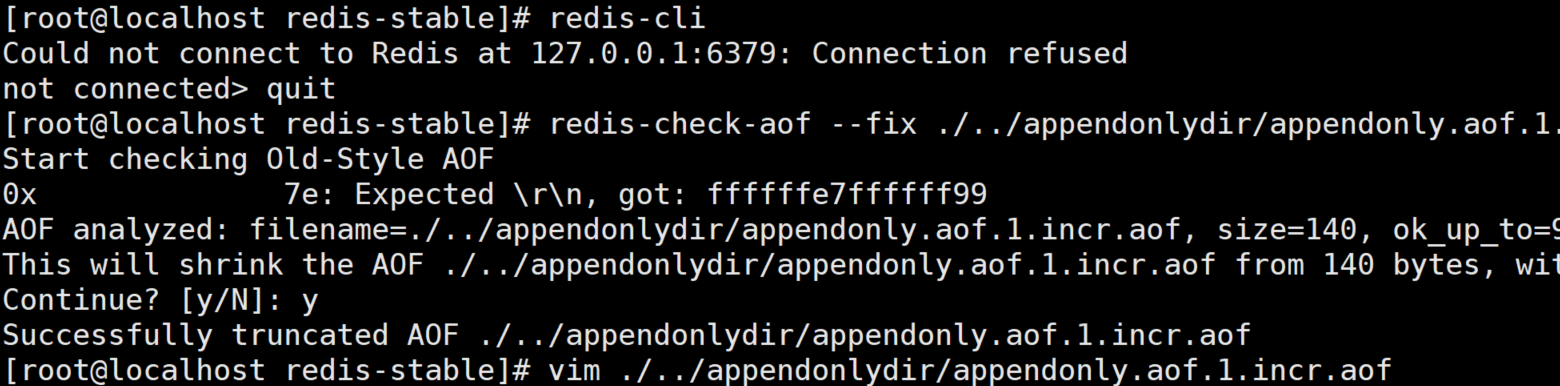 [root@localhost redis-stable]# redis-cli
Could not connect to Redis at 127.0.0.1:6379: Connection refused
not connected> quit
[root@localhost redis-stable]# redis-check-aof --fix ./../appendonlydir/appendonly.aof.1.
Start checking Old-Style AOF
0x              7e: Expected \r\n, got: ffffffe7ffffff99
AOF analyzed: filename=./../appendonlydir/appendonly.aof.1.incr.aof, size=140, ok_up_to=9
This will shrink the AOF ./../appendonlydir/appendonly.aof.1.incr.aof from 140 bytes, wit
Continue? [y/N]: y
Successfully truncated AOF ./../appendonlydir/appendonly.aof.1.incr.aof
[root@localhost redis-stable]# vim ./../appendonlydir/appendonly.aof.1.incr.aof